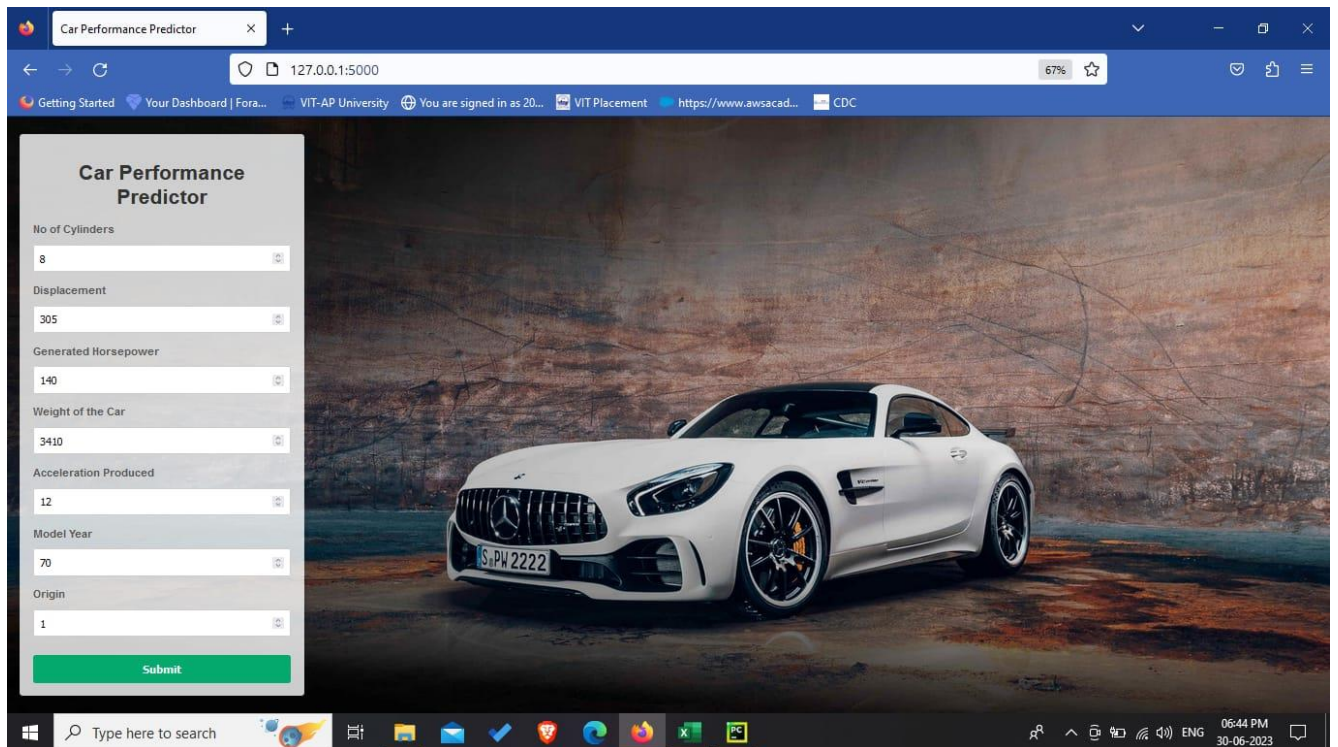 Car Performance Predictor
127.0.0.1:5000
67%
Getting Started
Your Dashboard | Fora...
VIT-AP University
You are signed in as 20...
VIT Placement
https://www.awsacad...
CDC
Car Performance
Predictor
No of Cylinders
8
Displacement
305
Generated Horsepower
140
Weight of the Car
3410
Acceleration Produced
12
Model Year
70
Origin
1
Submit
S PW 2222
Type here to search
PC
ENG
06:44 PM
30-06-2023